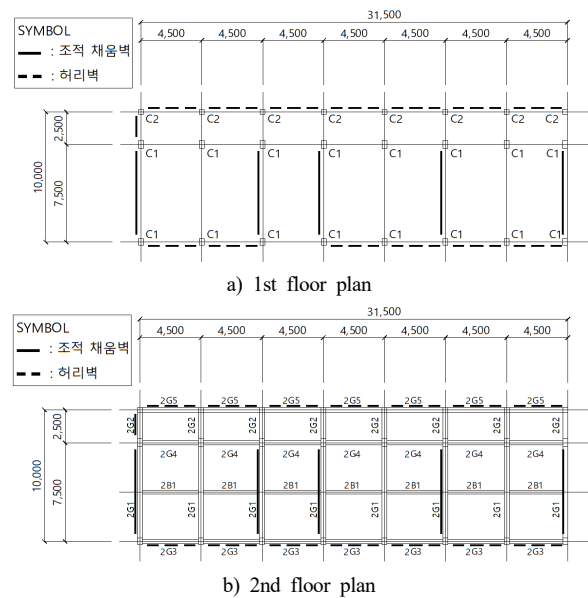 31,500
SYMBOL
: 조적 채움벽
: 허리벽
4,500 4,500 4,500 4,500 4,500 4,500 4,500
10,000
2,500
7,500
C2 C2 C2 C2 C2 C2 C2 C2
C1 C1 C1 C1 C1 C1 C1 C1
C1 C1 C1 C1 C1 C1 C1 C1
a) 1st floor plan
31,500
SYMBOL
: 조적 채움벽
: 허리벽
4,500 4,500 4,500 4,500 4,500 4,500 4,500
10,000
2,500
7,500
2G5 2G5 2G5 2G5 2G5 2G5 2G5
2G2 2G2 2G2 2G2 2G2 2G2 2G2 2G2
2G4 2G4 2G4 2G4 2G4 2G4 2G4
2B1 2B1 2B1 2B1 2B1 2B1 2B1
2G1 2G1 2G1 2G1 2G1 2G1 2G1 2G1
2G3 2G3 2G3 2G3 2G3 2G3 2G3
b) 2nd floor plan